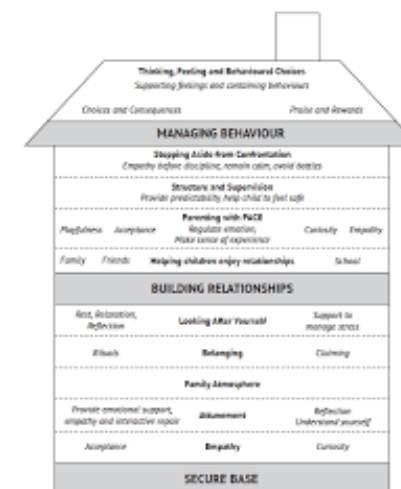 Thinking, Feeling and Behavioural Choices
Supporting feelings and containing behaviours
Choices and Consequences Praise and Rewards
MANAGING BEHAVIOUR
Stepping Aside from Confrontation
Empathy before discipline, remain calm, avoid battles
Structure and Supervision
Provide predictability, help child to feel safe
Parenting with PACE
Playfulness Acceptance Regulate emotion, Curiosity Empathy
Make sense of experience
Family Friends Helping children enjoy relationships School
BUILDING RELATIONSHIPS
Rest, Relaxation, Support to
Reflection Looking After Yourself manage stress
Rituals Belonging Claiming
Family Atmosphere
Provide emotional support, Reflection
empathy and interactive repair Attunement Understand yourself
Acceptance Empathy Curiosity
SECURE BASE